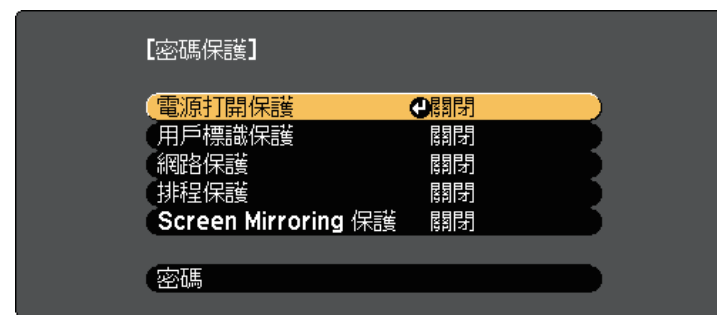 【密碼保護】
電源打開保護 關閉
用戶標識保護 關閉
網路保護 關閉
排程保護 關閉
Screen Mirroring 保護 關閉
密碼